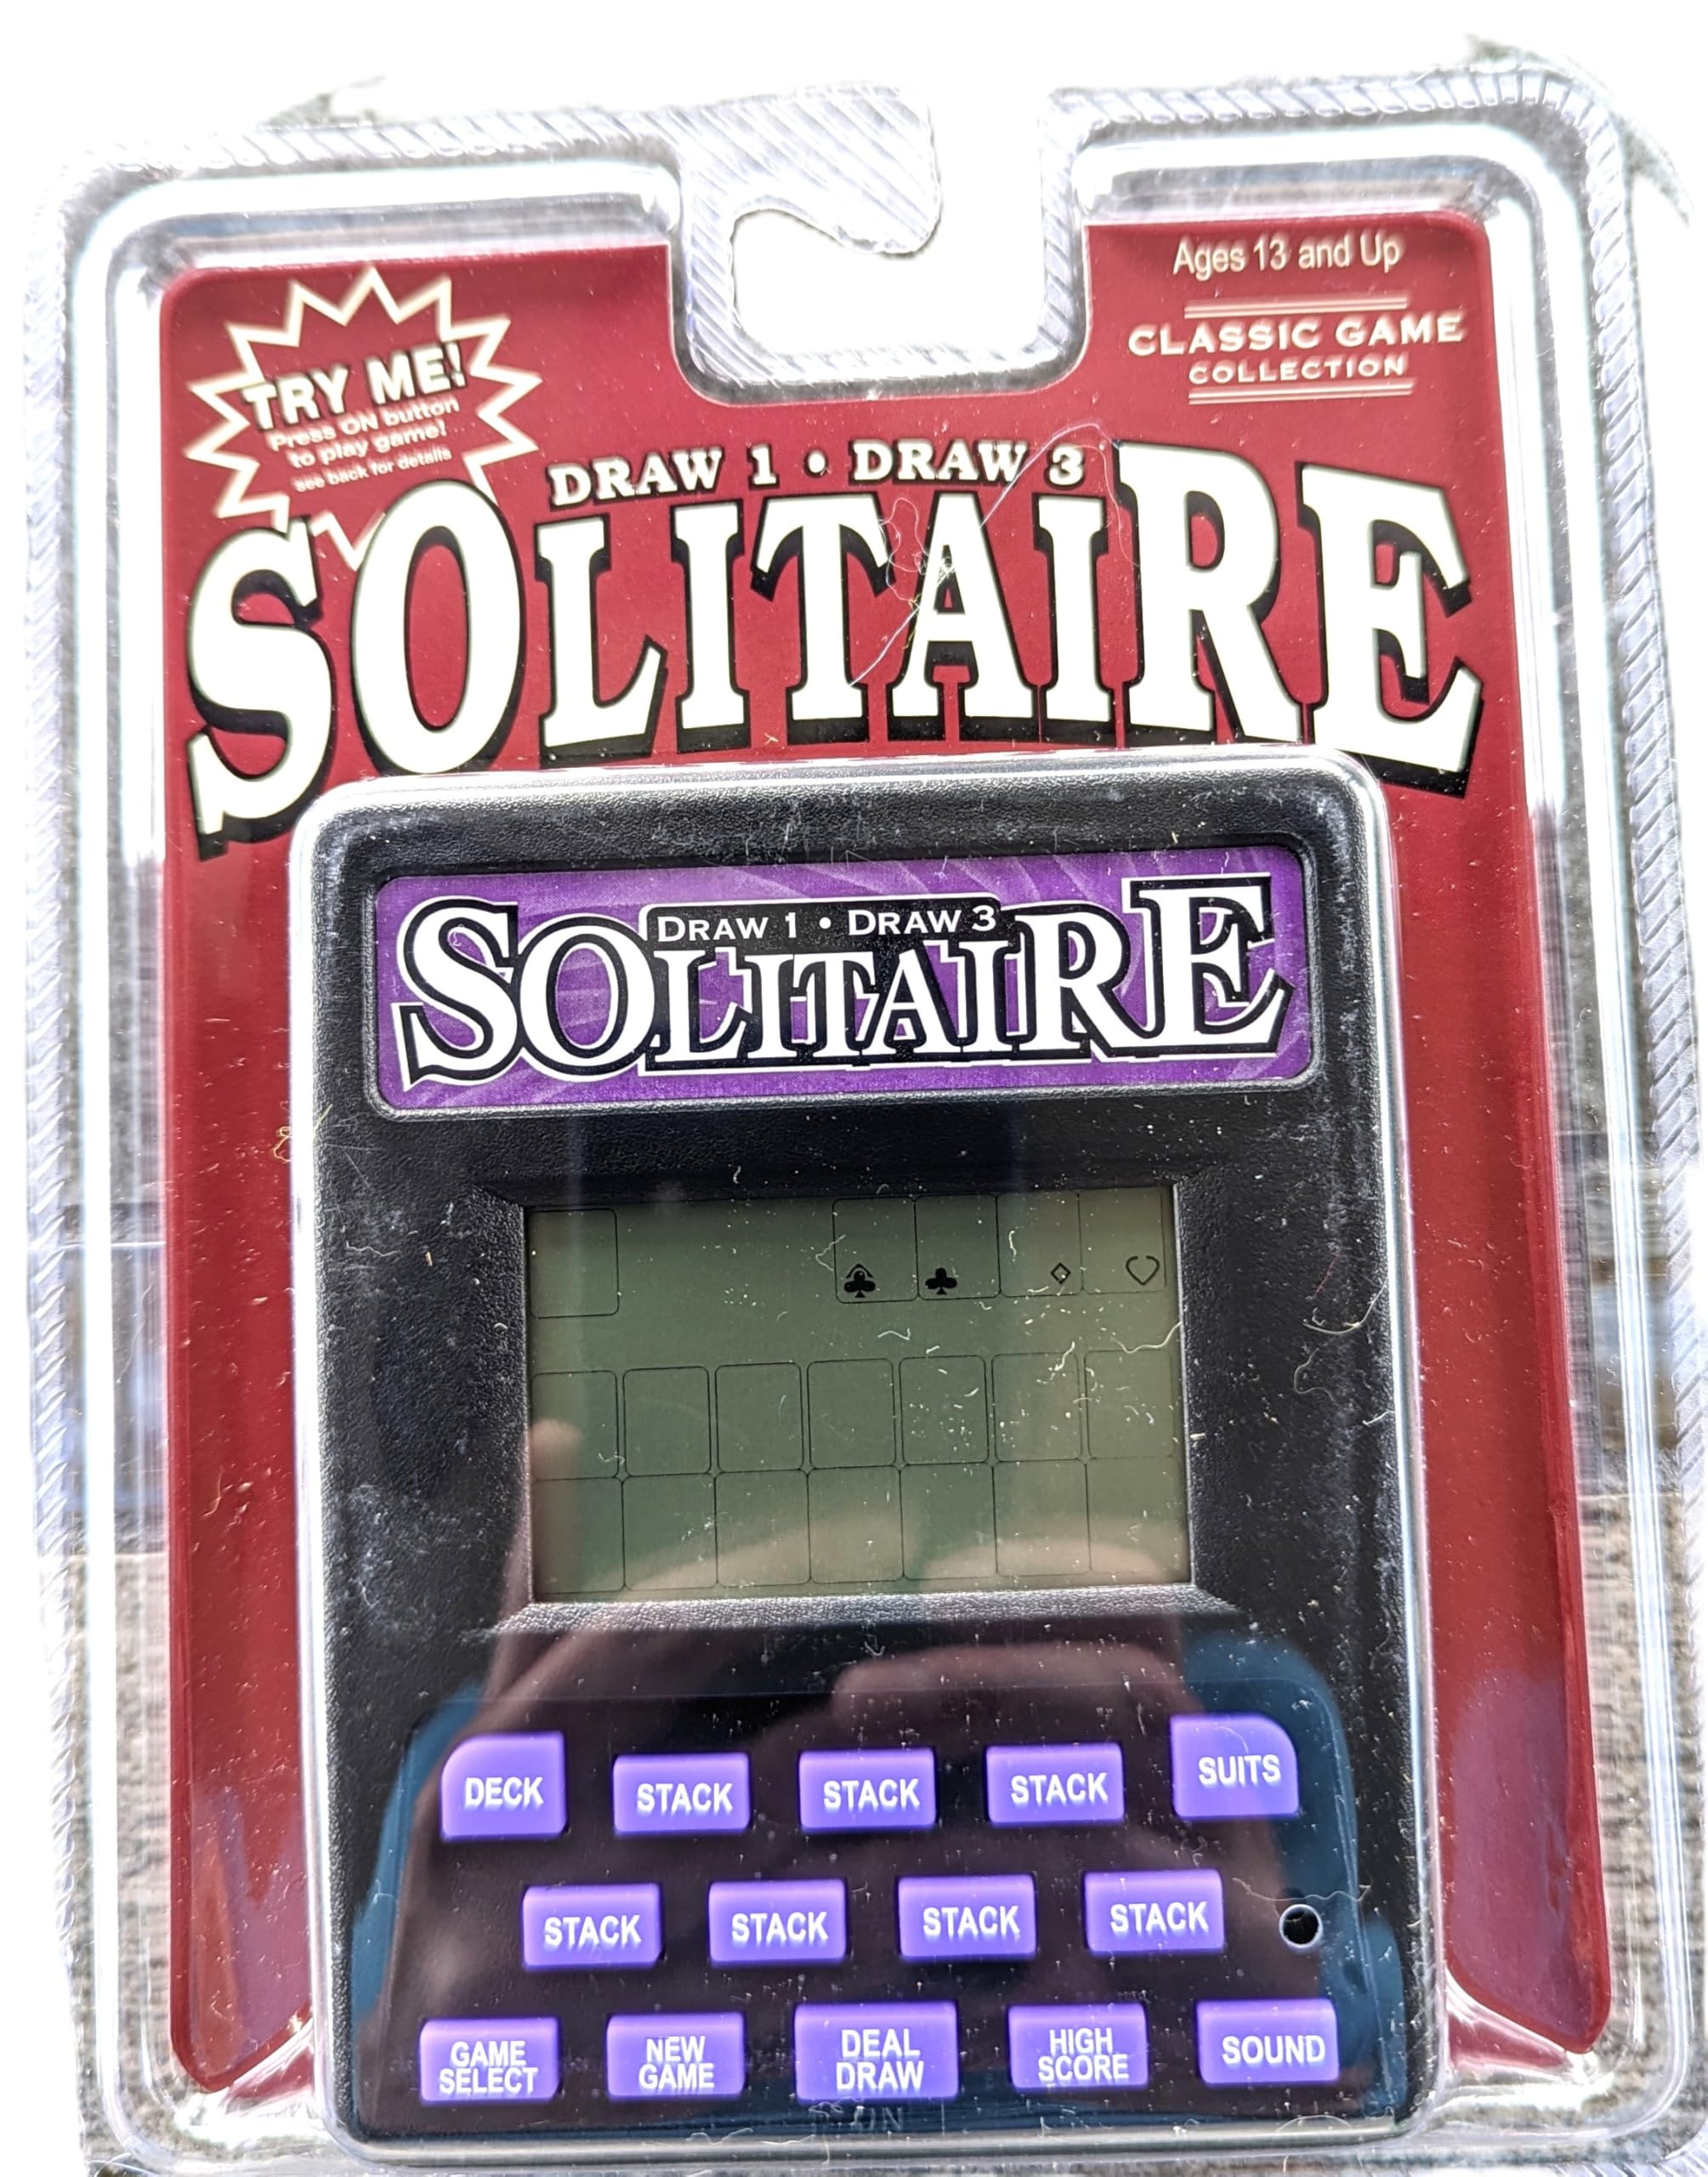 Ages 13 and Up
CLASSIC GAME
COLLECTION
TRY ME!
Press ON button
to play game!
see back for details
DRAW 1 • DRAW 3
SOLITAIRE
DRAW 1 • DRAW 3
SOLITAIRE
DECK
STACK
STACK
STACK
SUITS
STACK
STACK
STACK
STACK
GAME
SELECT
NEW
GAME
DEAL
DRAW
HIGH
SCORE
SOUND
ON